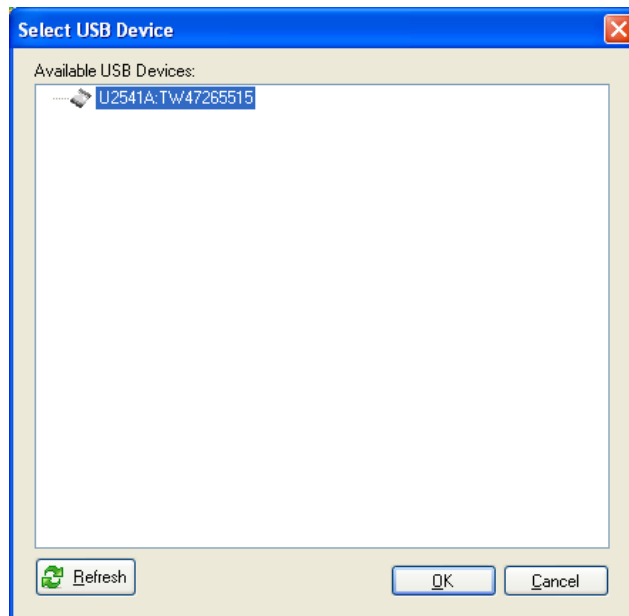 Select USB Device
Available USB Devices:
U2541A:TW47265515
Refresh
OK
Cancel